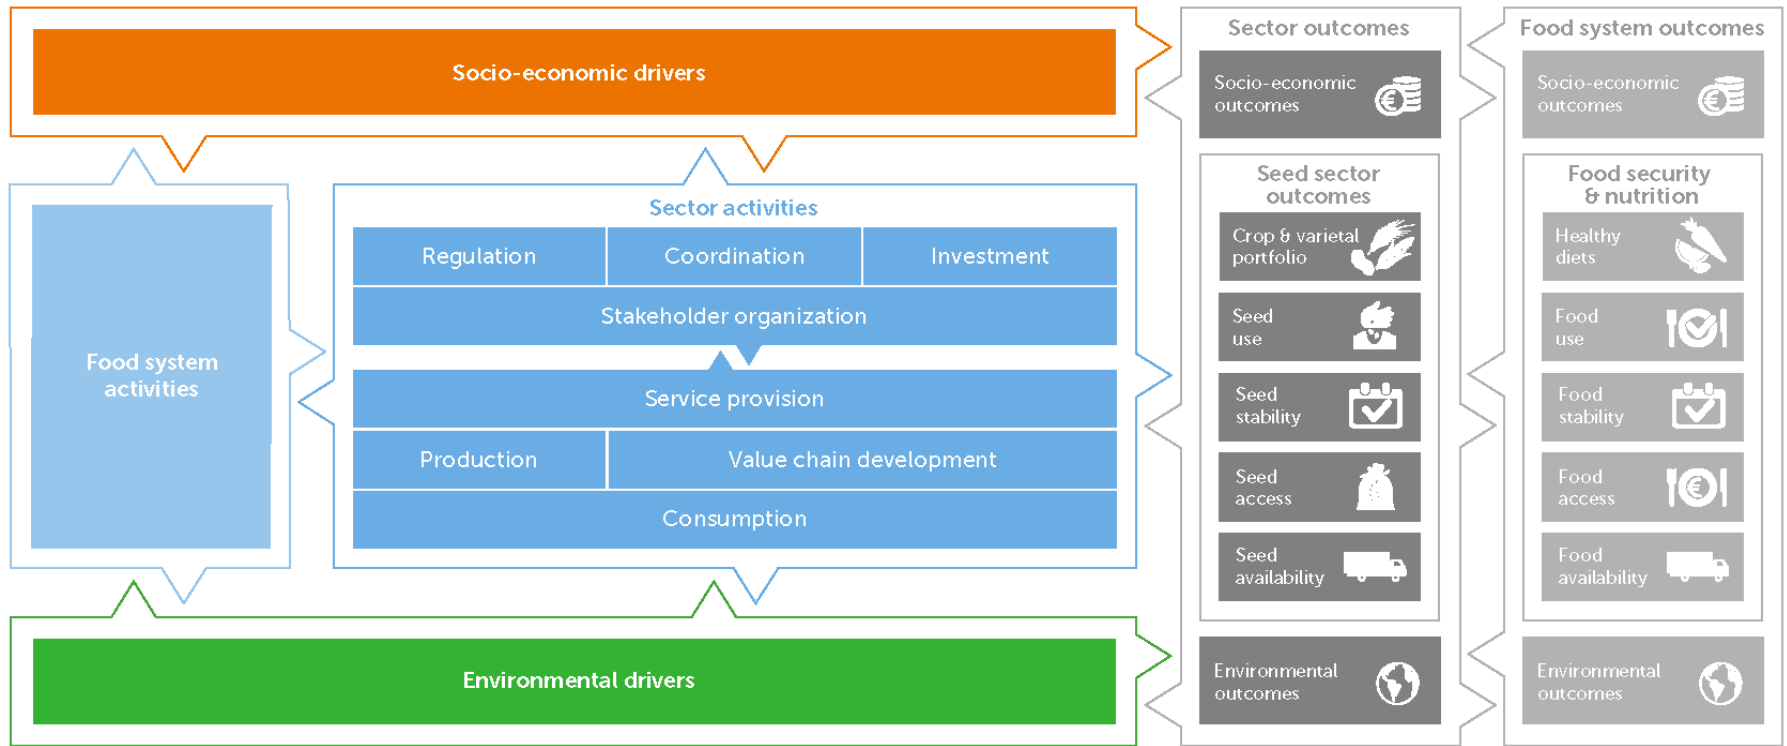 Socio-economic drivers
Food system
activities
Sector activities
Regulation
Coordination
Investment
Stakeholder organization
Service provision
Production
Value chain development
Consumption
Environmental drivers
Sector outcomes
Socio-economic
outcomes
Seed sector
outcomes
Crop & varietal
portfolio
Seed
use
Seed
stability
Seed
access
Seed
availability
Environmental
outcomes
Food system outcomes
Socio-economic
outcomes
Food security
& nutrition
Healthy
diets
Food
use
Food
stability
Food
access
Food
availability
Environmental
outcomes